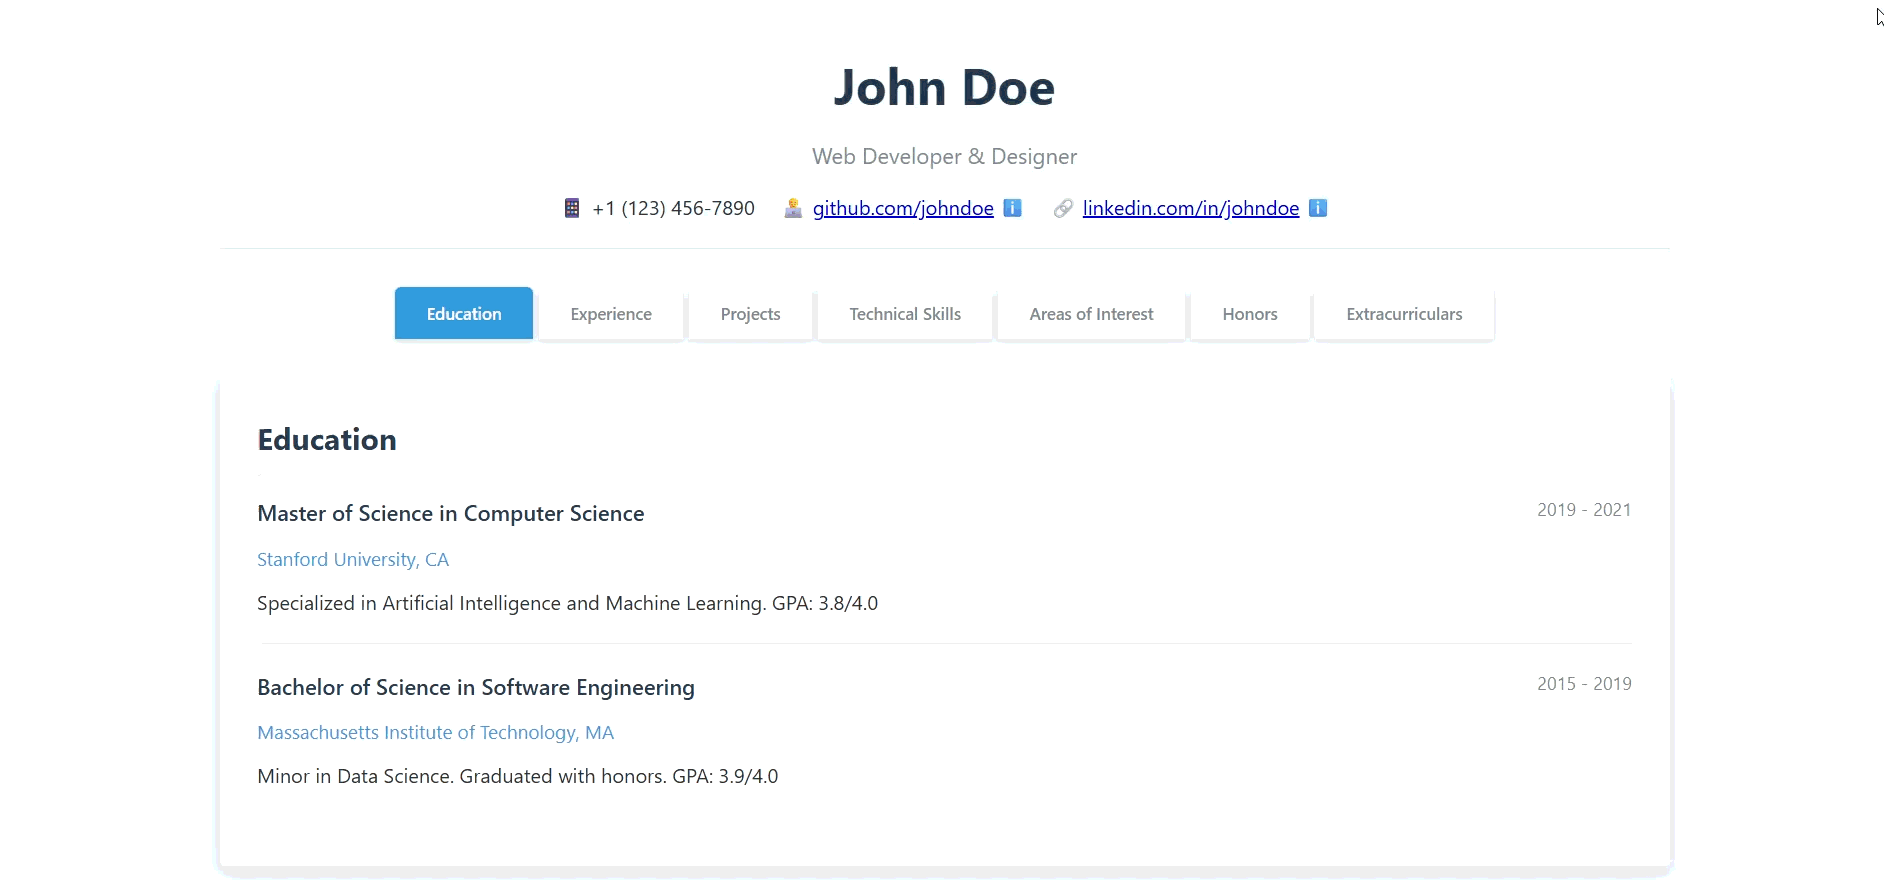 John Doe
Web Developer & Designer
+1 (123) 456-7890 github.com/johndoe ℹ️ linkedin.com/in/johndoe ℹ️
Education Experience Projects Technical Skills Areas of Interest Honors Extracurriculars
Education
Master of Science in Computer Science 2019 - 2021
Stanford University, CA
Specialized in Artificial Intelligence and Machine Learning. GPA: 3.8/4.0
Bachelor of Science in Software Engineering 2015 - 2019
Massachusetts Institute of Technology, MA
Minor in Data Science. Graduated with honors. GPA: 3.9/4.0